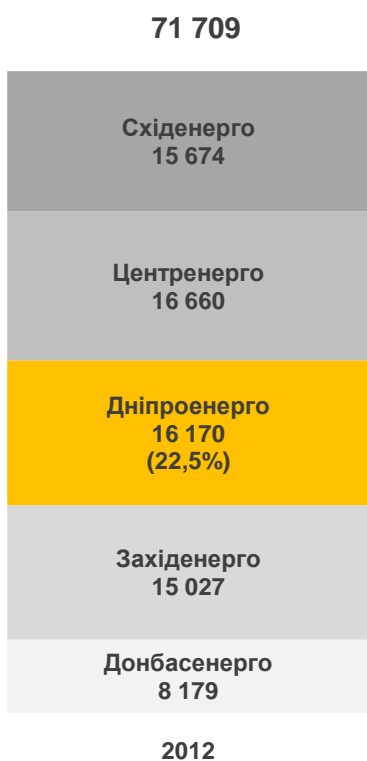 71 709
Східенерго
15 674
Центренерго
16 660
Дніпроенерго
16 170
(22,5%)
Західенерго
15 027
Донбасенерго
8 179
2012